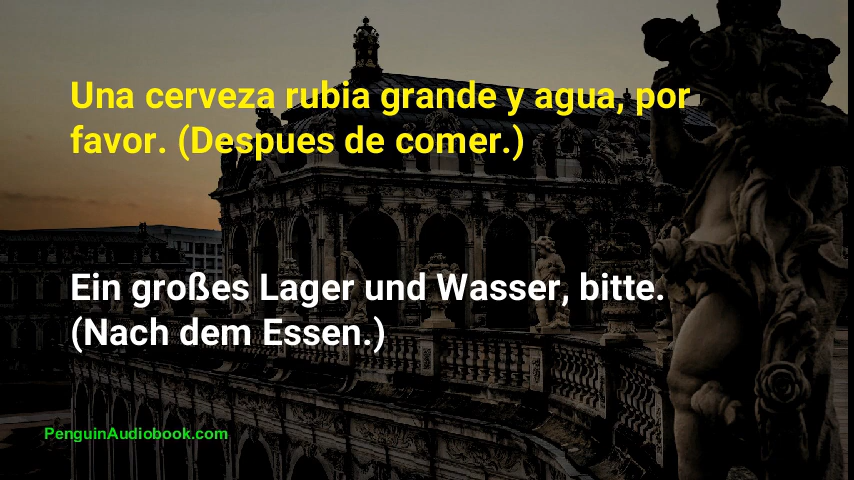 Una cerveza rubia grande y agua, por
favor. (Despues de comer.)
Ein großes Lager und Wasser, bitte.
(Nach dem Essen.)
PenguinAudiobook.com